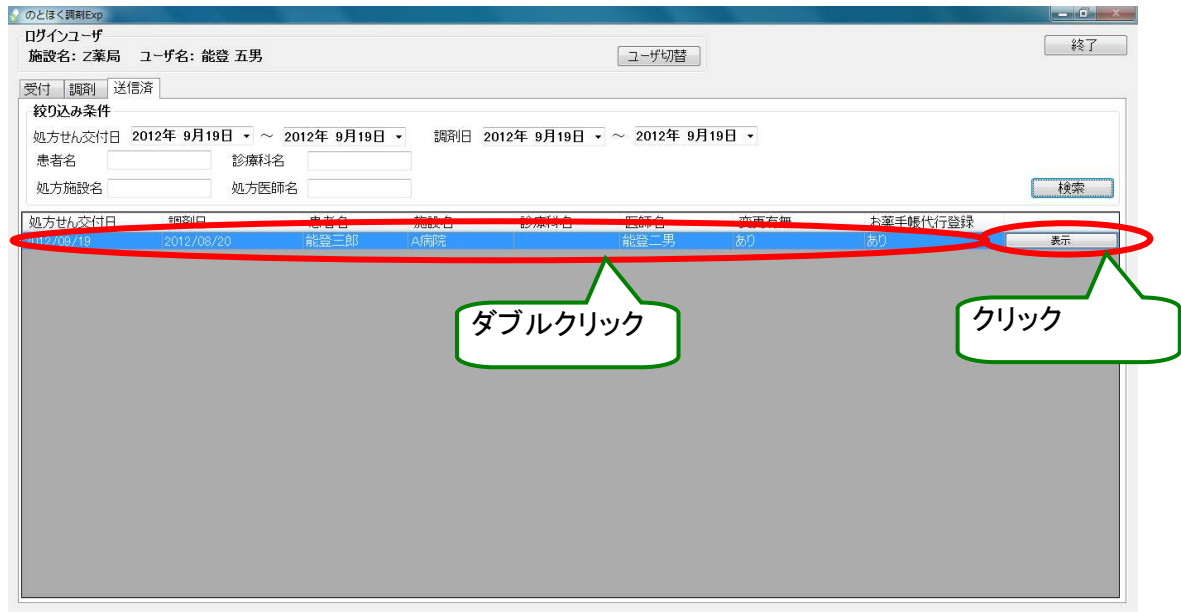 のとほく調剤Exp
ログインユーザ
施設名: Z薬局 ユーザ名: 能登 五男 ユーザ切替 終了
受付 調剤 送信済
絞り込み条件
処方せん交付日 2012年 9月19日 ～ 2012年 9月19日 調剤日 2012年 9月19日 ～ 2012年 9月19日
患者名 診療科名
処方施設名 処方医師名 検索
処方せん交付日 調剤日 患者名 施設名 診療科名 医師名 変更有無 お薬手帳代行登録
2012/09/19 2012/08/20 能登三郎 A病院 能登二男 あり あり 表示
ダブルクリック クリック